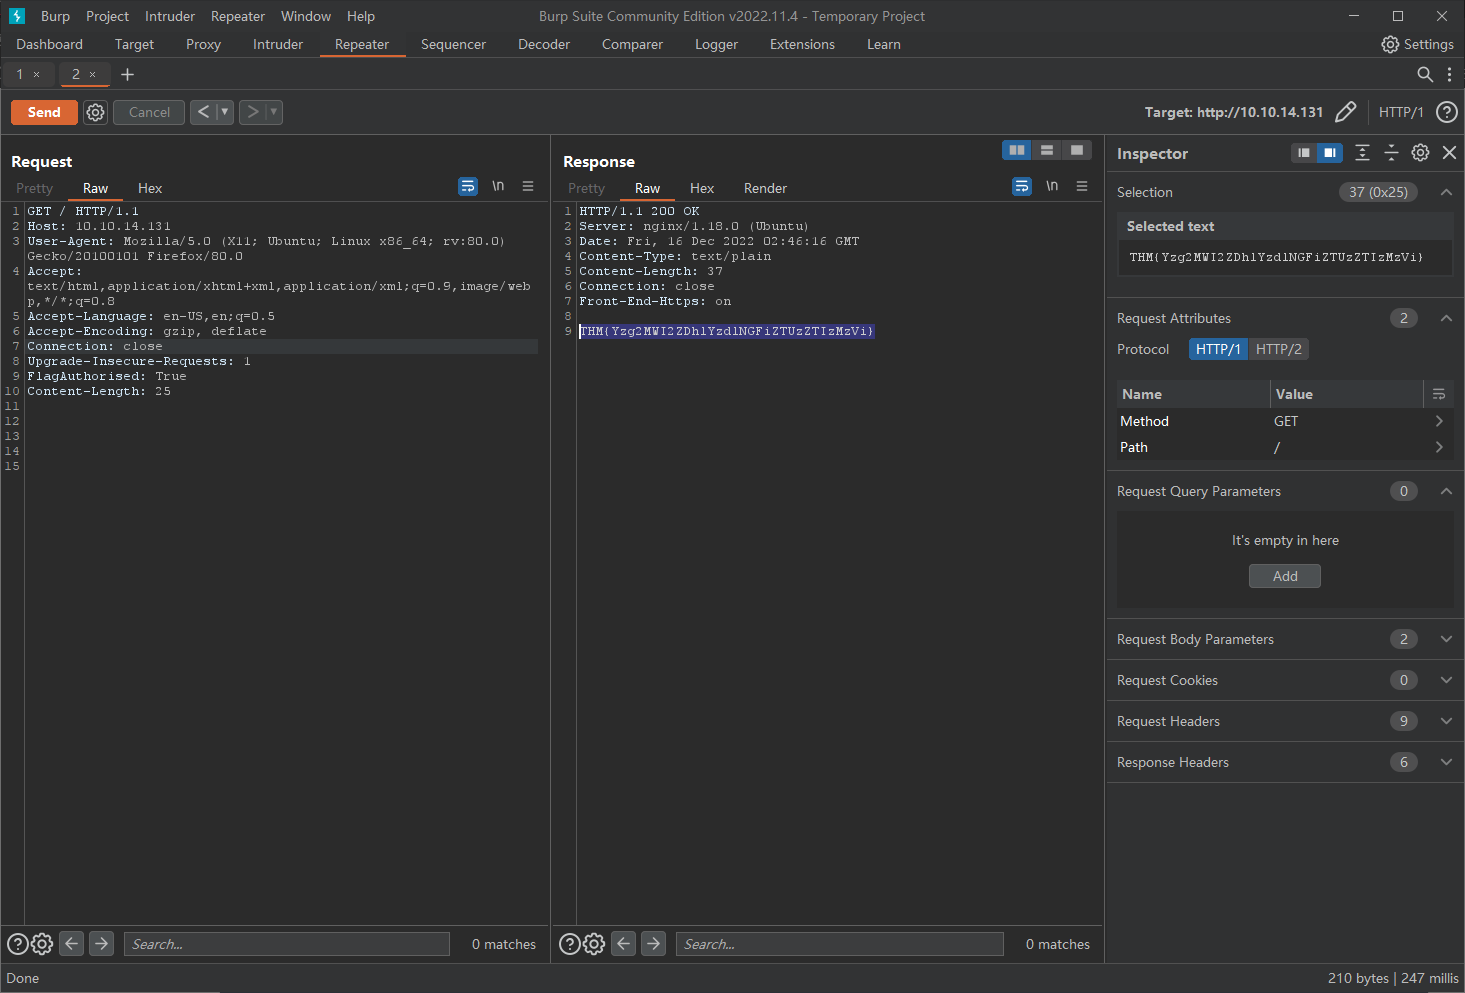 Burp Project Intruder Repeater Window Help Burp Suite Community Edition v2022.11.4 - Temporary Project
Dashboard Target Proxy Intruder Repeater Sequencer Decoder Comparer Logger Extensions Learn Settings
1 × 2 × +
Send Cancel < > Target: http://10.10.14.131 HTTP/1 ?
Request
Pretty Raw Hex \n
1 GET / HTTP/1.1
2 Host: 10.10.14.131
3 User-Agent: Mozilla/5.0 (X11; Ubuntu; Linux x86_64; rv:80.0)
Gecko/20100101 Firefox/80.0
4 Accept:
text/html,application/xhtml+xml,application/xml;q=0.9,image/web
p,*/*;q=0.8
5 Accept-Language: en-US,en;q=0.5
6 Accept-Encoding: gzip, deflate
7 Connection: close
8 Upgrade-Insecure-Requests: 1
9 FlagAuthorised: True
10 Content-Length: 25
11
12
13
14
15
Search...
0 matches
Response
Pretty Raw Hex Render \n
1 HTTP/1.1 200 OK
2 Server: nginx/1.18.0 (Ubuntu)
3 Date: Fri, 16 Dec 2022 02:46:16 GMT
4 Content-Type: text/plain
5 Content-Length: 37
6 Connection: close
7 Front-End-Https: on
8
9 THM{Yzg2MWI2ZDhlYzdlNGFiZTUzZTIzMzVi}
Search...
0 matches
Inspector
Selection 37 (0x25)
Selected text
THM{Yzg2MWI2ZDhlYzdlNGFiZTUzZTIzMzVi}
Request Attributes 2
Protocol HTTP/1 HTTP/2
Name Value
Method GET
Path /
Request Query Parameters 0
It's empty in here
Add
Request Body Parameters 2
Request Cookies 0
Request Headers 9
Response Headers 6
Done 210 bytes | 247 millis